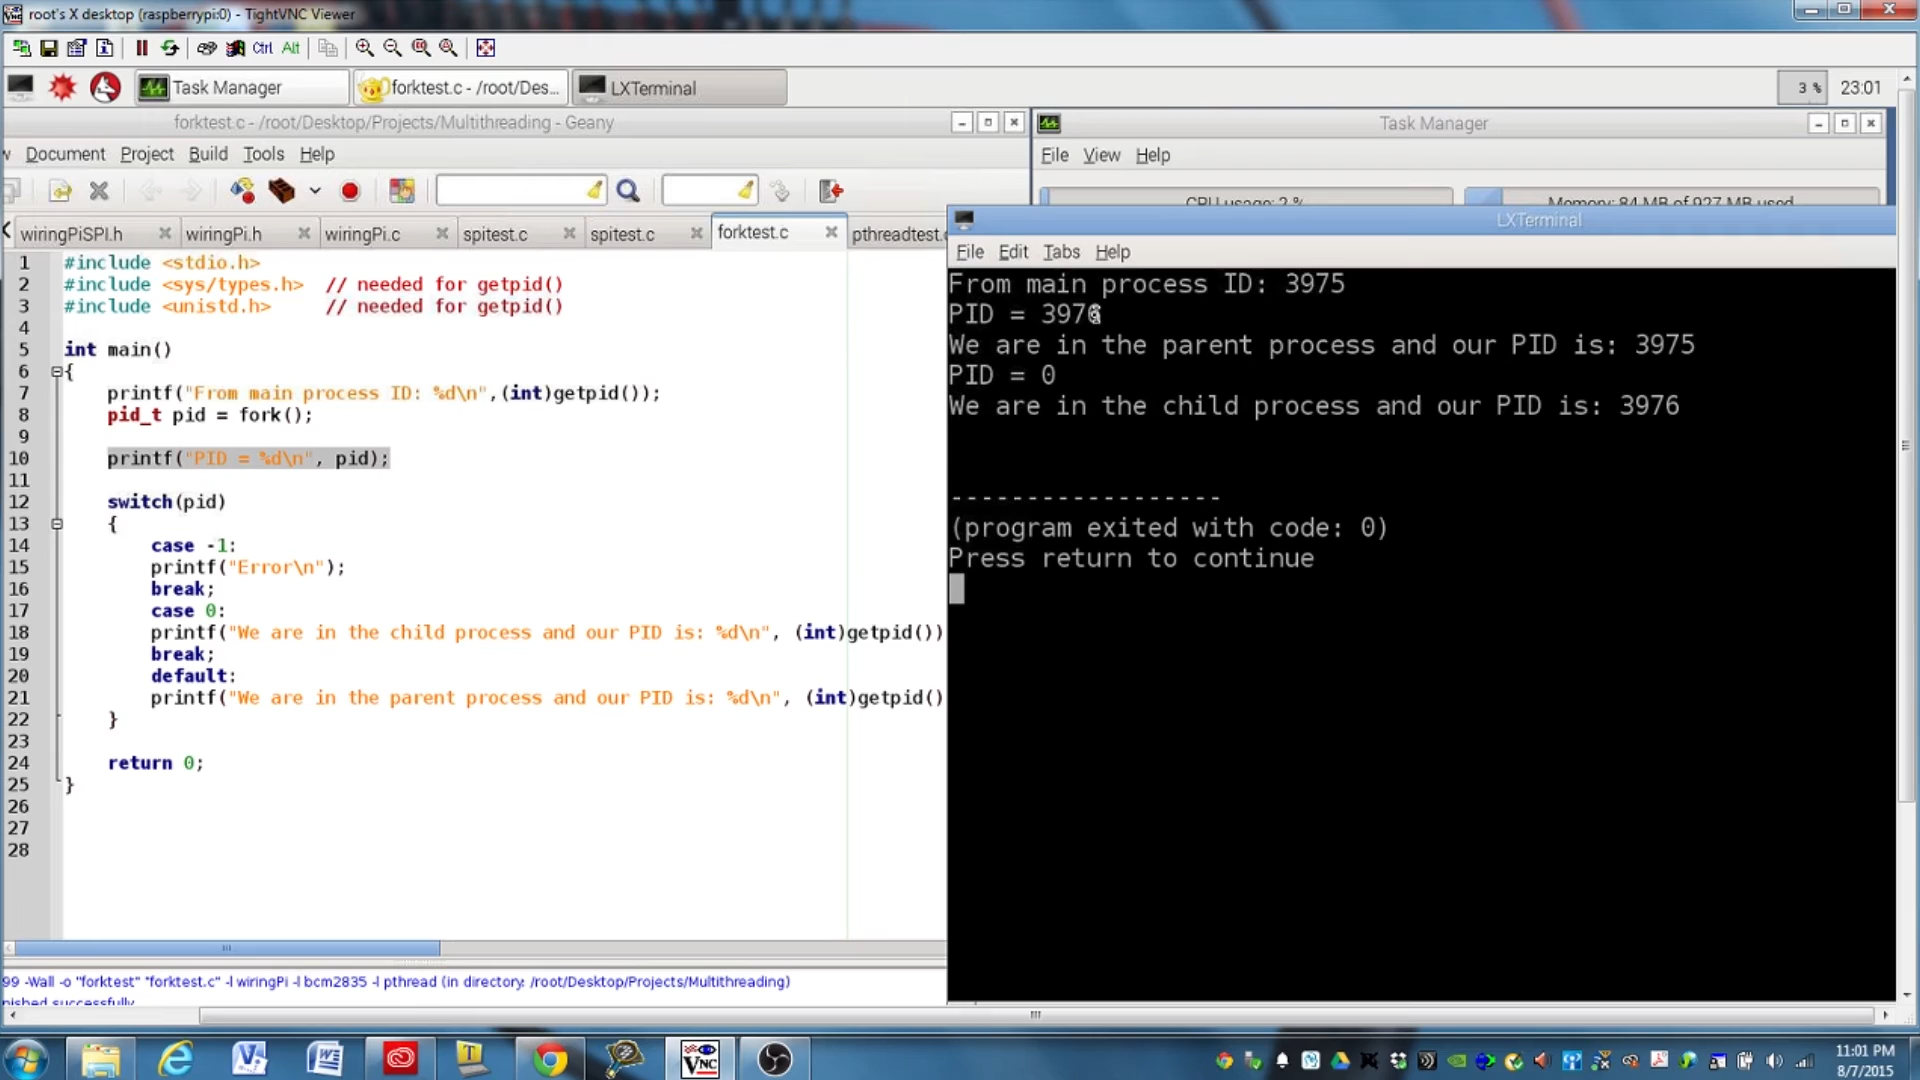 root's X desktop (raspberrypi:0) - TightVNC Viewer
Ctrl Alt
Task Manager
forktest.c - /root/Des...
LXTerminal
3 %
23:01
forktest.c - /root/Desktop/Projects/Multithreading - Geany
Document Project Build Tools Help
wiringPiSPI.h
wiringPi.h
wiringPi.c
spitest.c
spitest.c
forktest.c
pthreadtest.
1 #include <stdio.h>
2 #include <sys/types.h> // needed for getpid()
3 #include <unistd.h> // needed for getpid()
4
5 int main()
6 {
7 printf("From main process ID: %d\n",(int)getpid());
8 pid_t pid = fork();
9
10 printf("PID = %d\n", pid);
11
12 switch(pid)
13 {
14 case -1:
15 printf("Error\n");
16 break;
17 case 0:
18 printf("We are in the child process and our PID is: %d\n", (int)getpid())
19 break;
20 default:
21 printf("We are in the parent process and our PID is: %d\n", (int)getpid()
22 }
23
24 return 0;
25 }
26
27
28
99 -Wall -o "forktest" "forktest.c" -l wiringPi -l bcm2835 -l pthread (in directory: /root/Desktop/Projects/Multithreading)
nished successfully.
Task Manager
File View Help
CPU usage: 2 %
Memory: 84 MB of 927 MB used
LXTerminal
File Edit Tabs Help
From main process ID: 3975
PID = 3976
We are in the parent process and our PID is: 3975
PID = 0
We are in the child process and our PID is: 3976
------------------
(program exited with code: 0)
Press return to continue
11:01 PM
8/7/2015